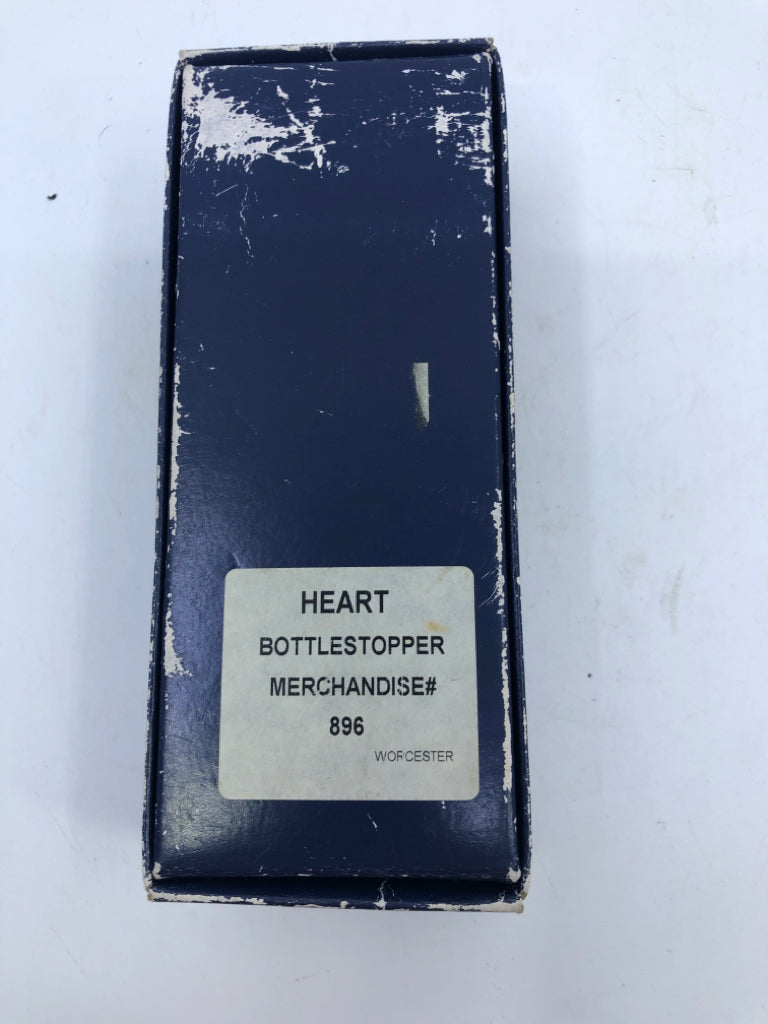 HEART
BOTTLESTOPPER
MERCHANDISE#
896
WORCESTER